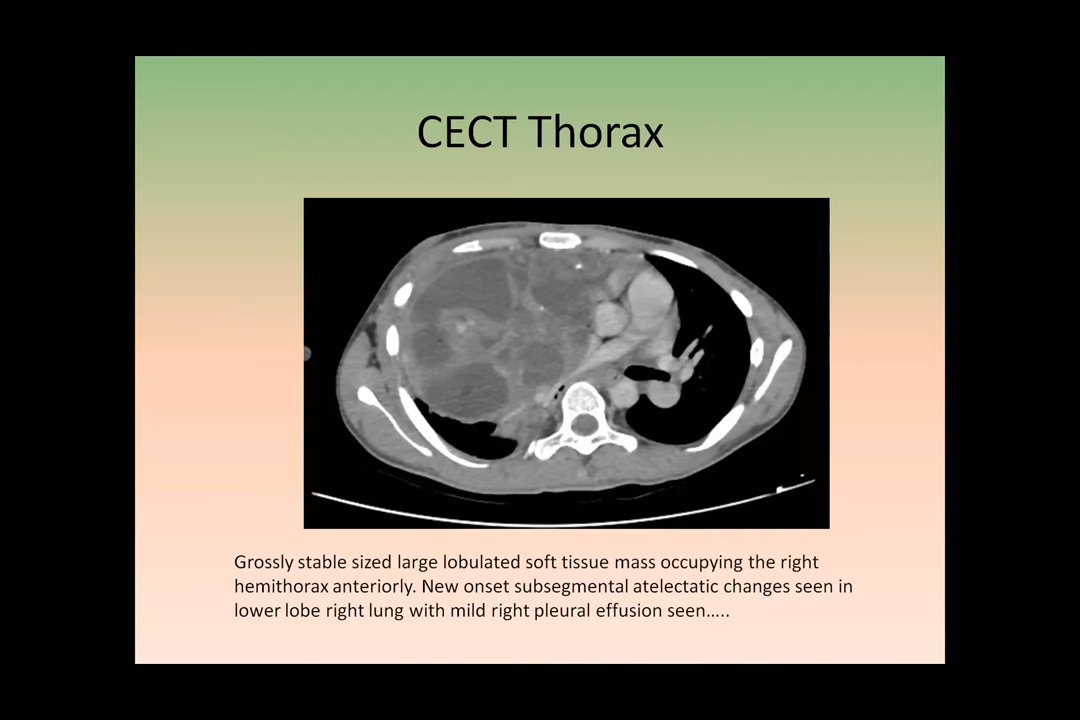 CECT Thorax
Grossly stable sized large lobulated soft tissue mass occupying the right
hemithorax anteriorly. New onset subsegmental atelectatic changes seen in
lower lobe right lung with mild right pleural effusion seen.....